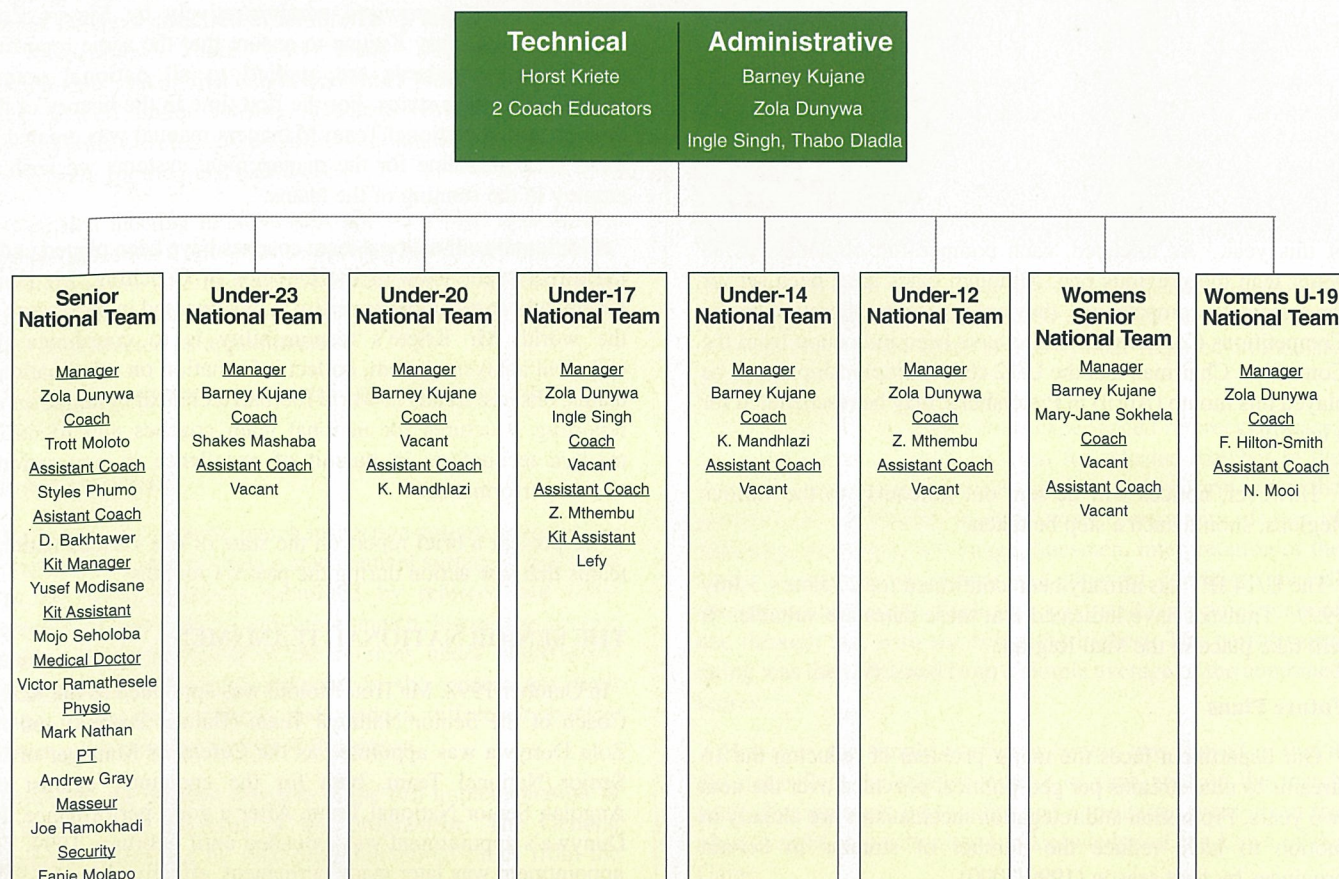 Technical
Horst Kriete
2 Coach Educators
Administrative
Barney Kujane
Zola Dunywa
Ingle Singh, Thabo Dladla
Senior
National Team
Manager
Zola Dunywa
Coach
Trott Moloto
Assistant Coach
Styles Phumo
Asistant Coach
D. Bakhtawer
Kit Manager
Yusef Modisane
Kit Assistant
Mojo Seholoba
Medical Doctor
Victor Ramathesele
Physio
Mark Nathan
PT
Andrew Gray
Masseur
Joe Ramokhadi
Security
Fanie Molapo
Under-23
National Team
Manager
Barney Kujane
Coach
Shakes Mashaba
Assistant Coach
Vacant
Under-20
National Team
Manager
Barney Kujane
Coach
Vacant
Assistant Coach
K. Mandhlazi
Under-17
National Team
Manager
Zola Dunywa
Ingle Singh
Coach
Vacant
Assistant Coach
Z. Mthembu
Kit Assistant
Lefy
Under-14
National Team
Manager
Barney Kujane
Coach
K. Mandhlazi
Assistant Coach
Vacant
Under-12
National Team
Manager
Zola Dunywa
Coach
Z. Mthembu
Assistant Coach
Vacant
Womens
Senior
National Team
Manager
Barney Kujane
Mary-Jane Sokhela
Coach
Vacant
Assistant Coach
Vacant
Womens U-19
National Team
Manager
Zola Dunywa
Coach
F. Hilton-Smith
Assistant Coach
N. Mooi